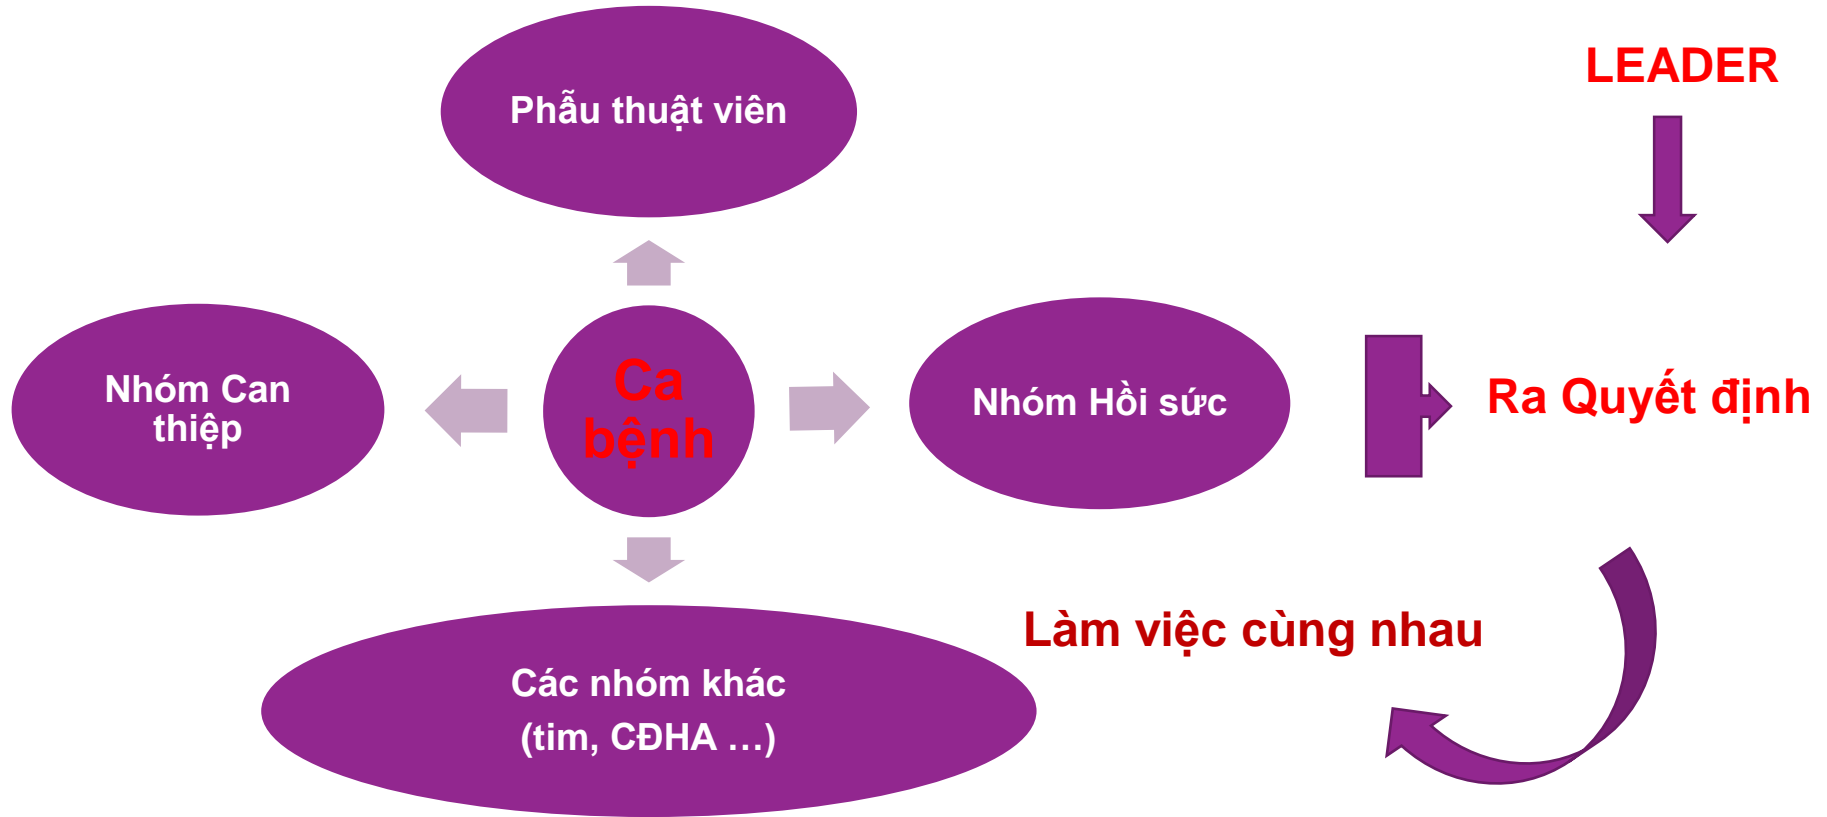 Phẫu thuật viên
LEADER
Nhóm Can
thiệp
Ca
bệnh
Nhóm Hồi sức
Ra Quyết định
Làm việc cùng nhau
Các nhóm khác
(tim, CĐHA …)